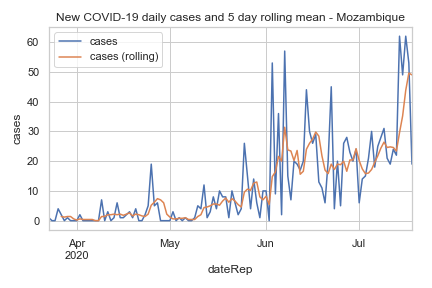 New COVID-19 daily cases and 5 day rolling mean - Mozambique
cases
cases (rolling)
60
50
40
30
20
10
0
cases
Apr
2020
May
Jun
Jul
dateRep